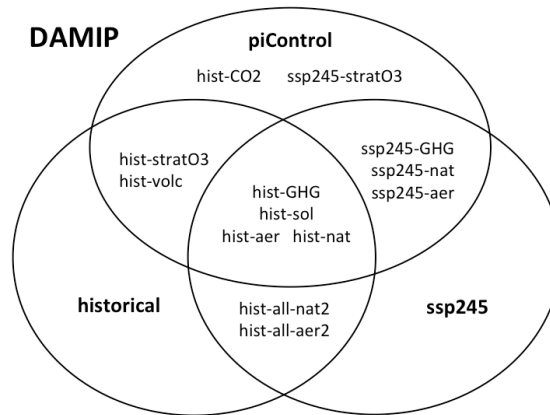 DAMIP
piControl
hist-CO2 ssp245-stratO3
hist-stratO3
hist-volc
ssp245-GHG
ssp245-nat
ssp245-aer
hist-GHG
hist-sol
hist-aer hist-nat
historical
hist-all-nat2
hist-all-aer2
ssp245